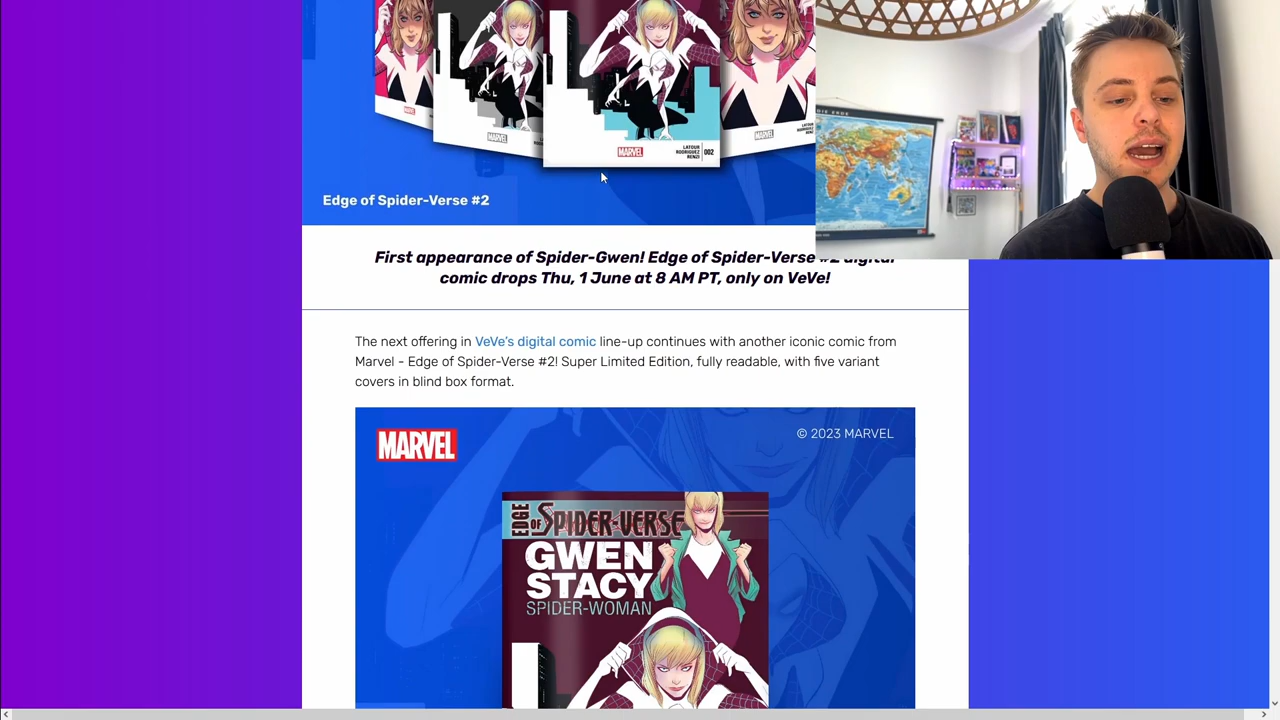 MARVEL
MARVEL
MARVEL
LATOUR
RODRIGUEZ
RENZI
002
MARVEL
Edge of Spider-Verse #2
First appearance of Spider-Gwen! Edge of Spider-Verse #2 digital
comic drops Thu, 1 June at 8 AM PT, only on VeVe!
The next offering in VeVe's digital comic line-up continues with another iconic comic from
Marvel - Edge of Spider-Verse #2! Super Limited Edition, fully readable, with five variant
covers in blind box format.
MARVEL
© 2023 MARVEL
EDGE OF SPIDER-VERSE
GWEN
STACY
SPIDER-WOMAN